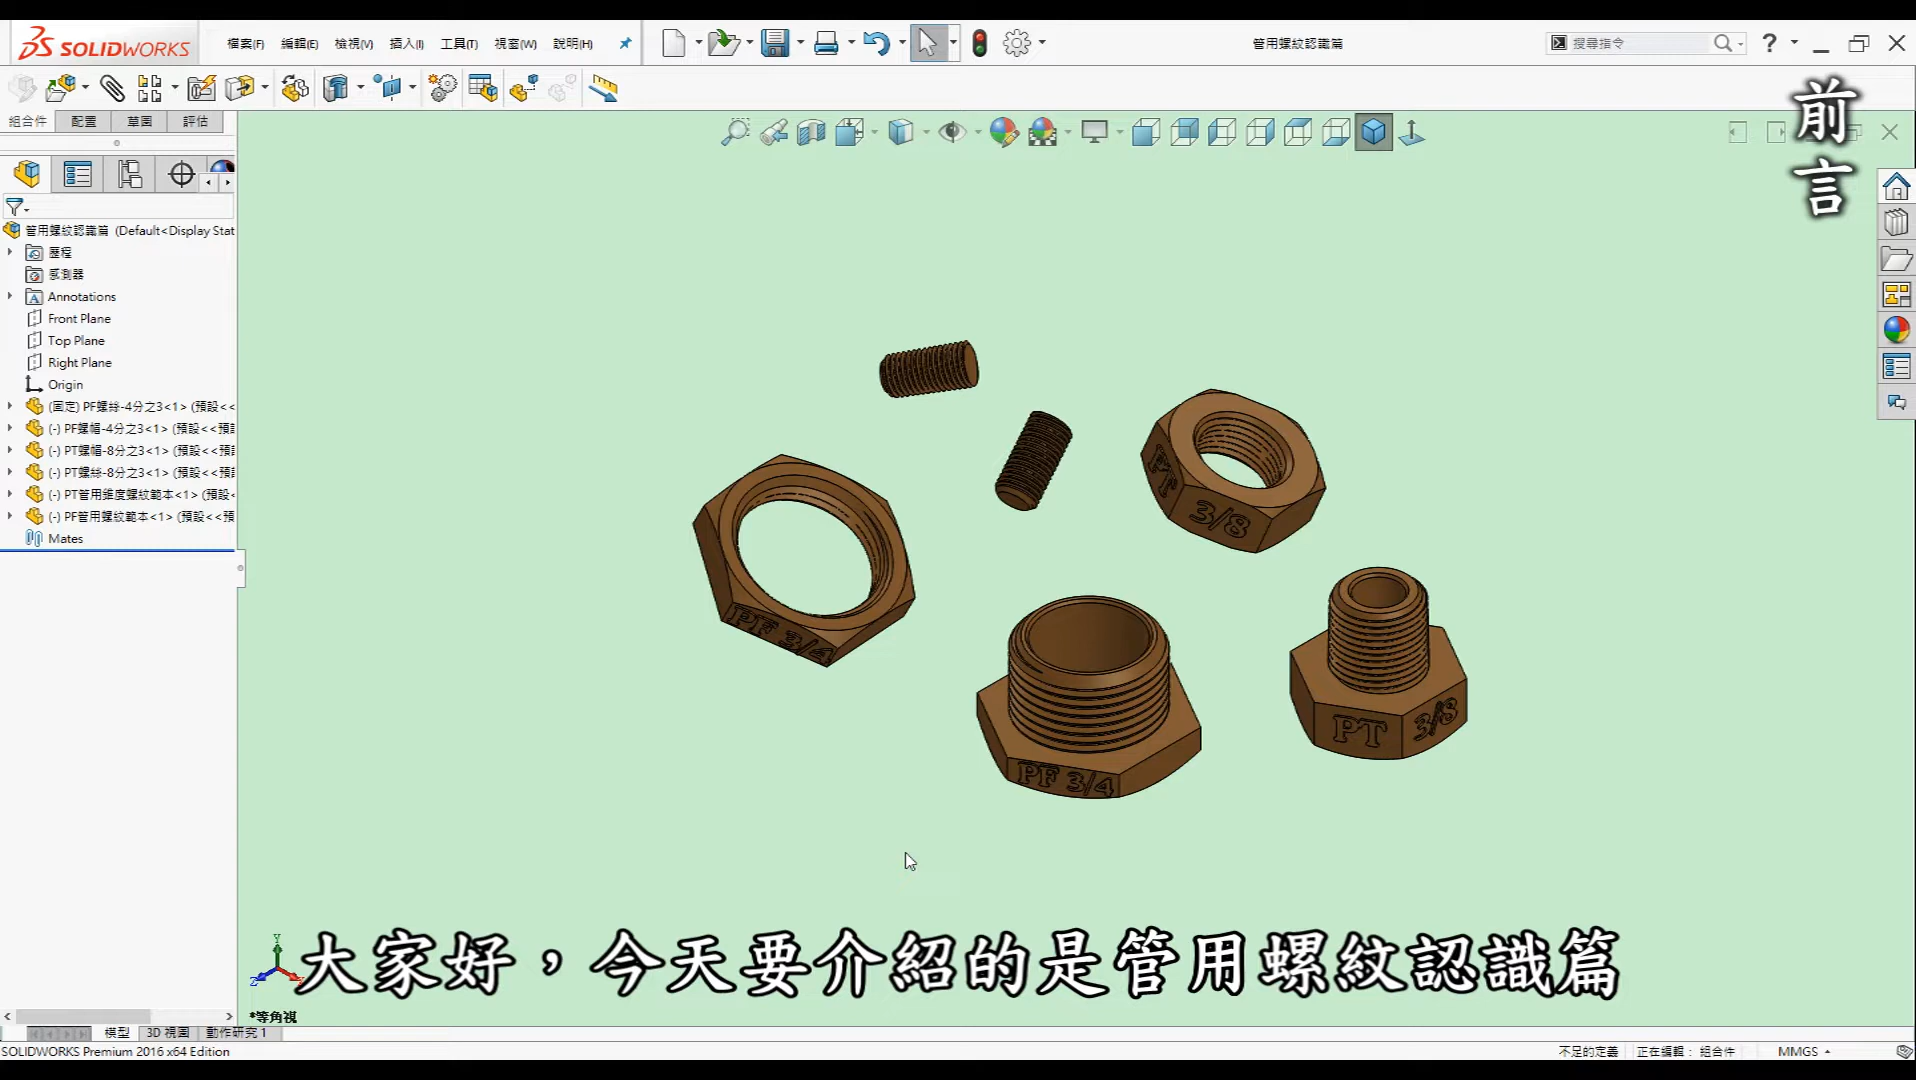 SOLIDWORKS
檔案(F) 編輯(E) 檢視(V) 插入(I) 工具(T) 視窗(W) 說明(H)
管用螺紋認識篇
搜尋指令
組合件 配置 草圖 評估
前言
管用螺紋認識篇 (Default<Display Stat
歷程
感測器
Annotations
Front Plane
Top Plane
Right Plane
Origin
(固定) PF螺絲-4分之3<1> (預設<<
(-) PF螺帽-4分之3<1> (預設<<預
(-) PT螺帽-8分之3<1> (預設<<預
(-) PT螺絲-8分之3<1> (預設<<預
(-) PT管用錐度螺紋範本<1> (預設<
(-) PF管用螺紋範本<1> (預設<<預
Mates
PT 3/8
PF 3/4
PT 3/8
PF 3/4
大家好，今天要介紹的是管用螺紋認識篇
Y
Z
*等角視
模型 3D 視圖 動作研究 1
SOLIDWORKS Premium 2016 x64 Edition
不足的定義 正在編輯： 組合件 MMGS